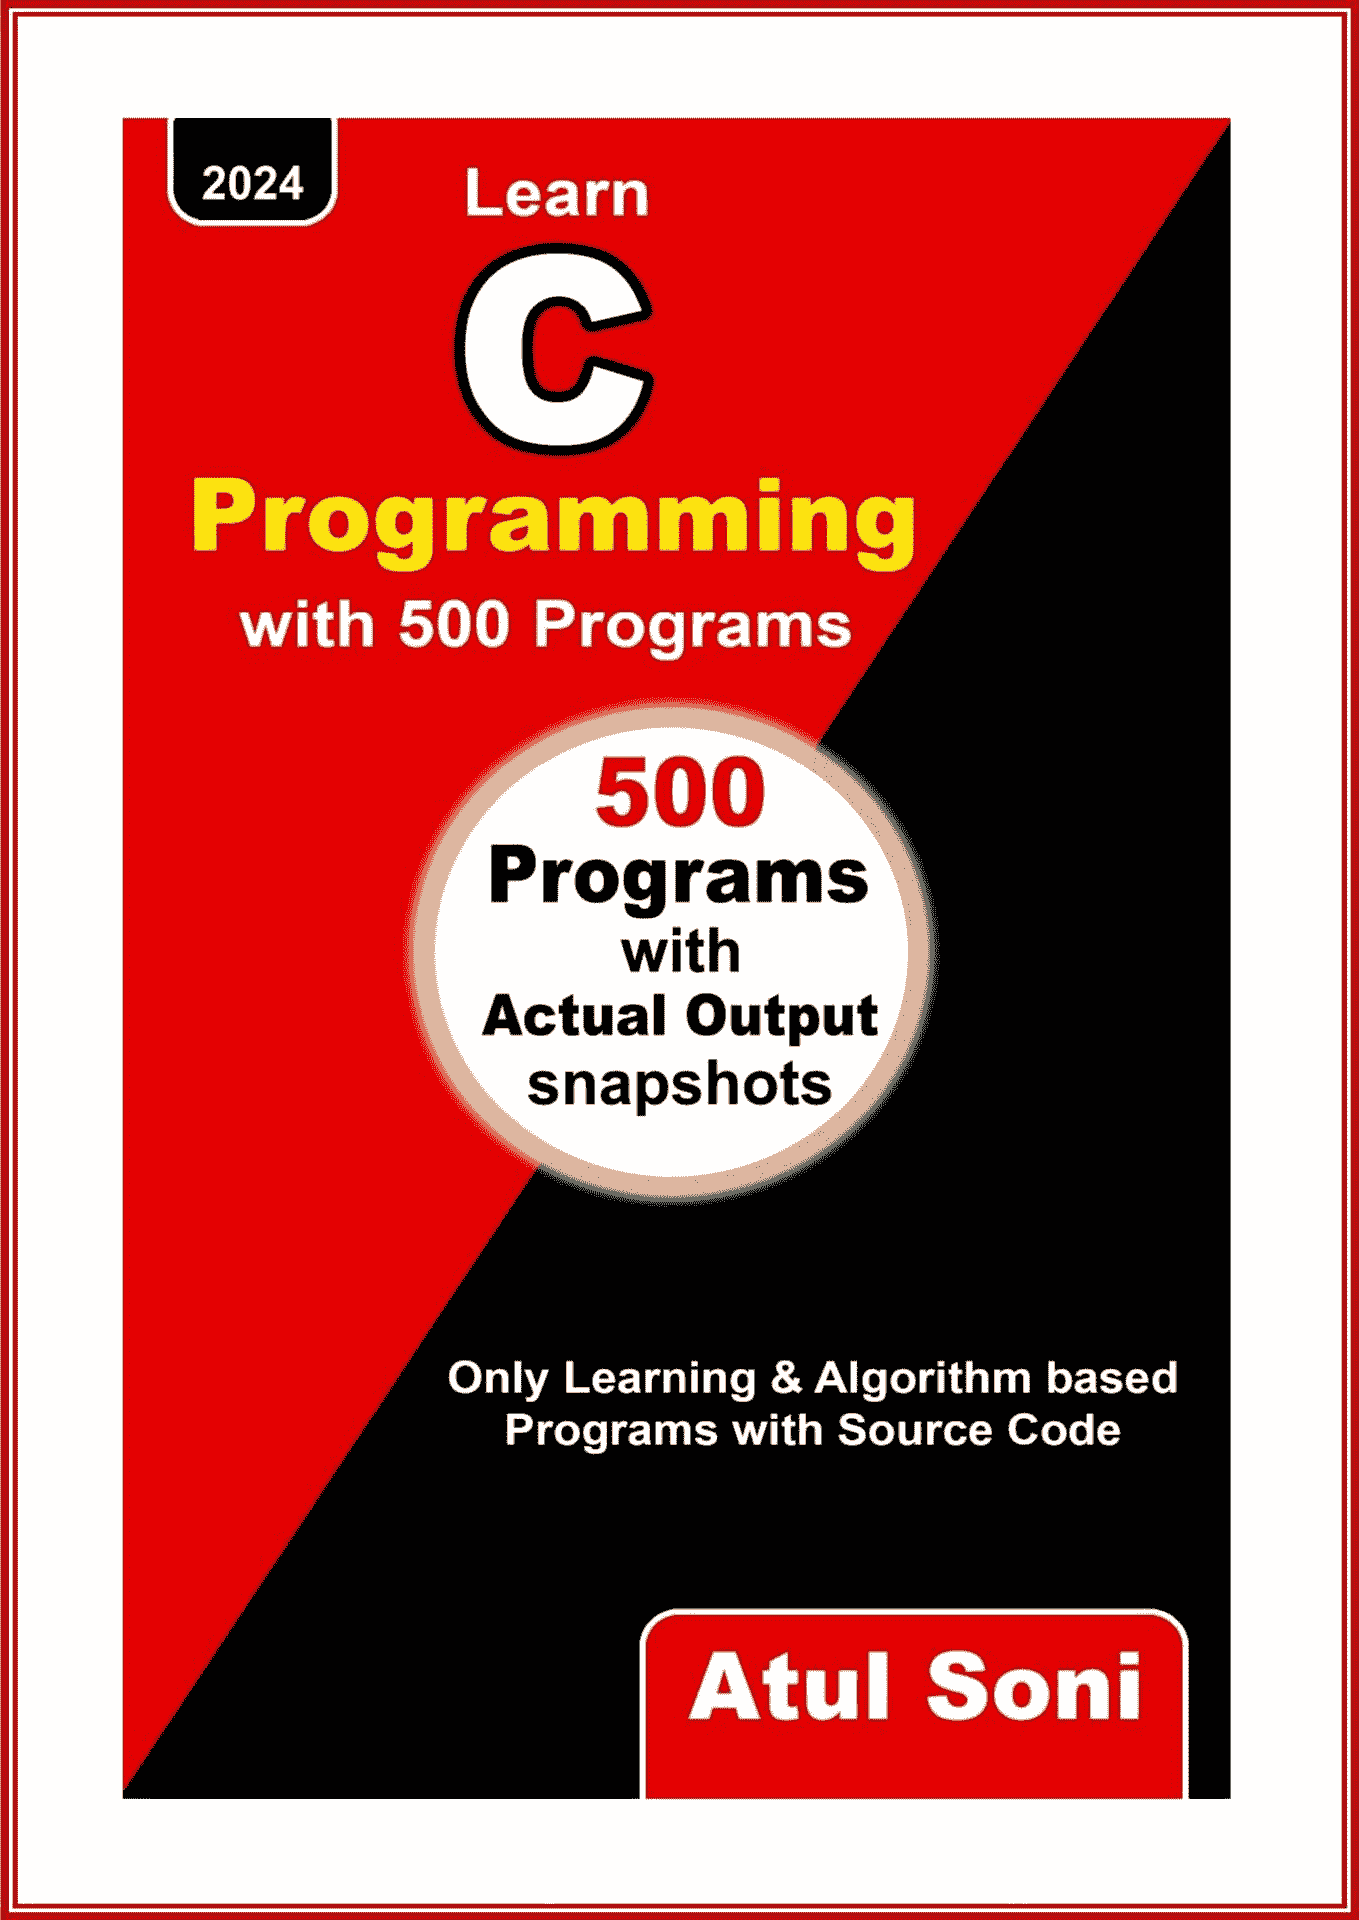 2024
Learn
C
Programming
with 500 Programs
500
Programs
with
Actual Output
snapshots
Only Learning & Algorithm based
Programs with Source Code
Atul Soni